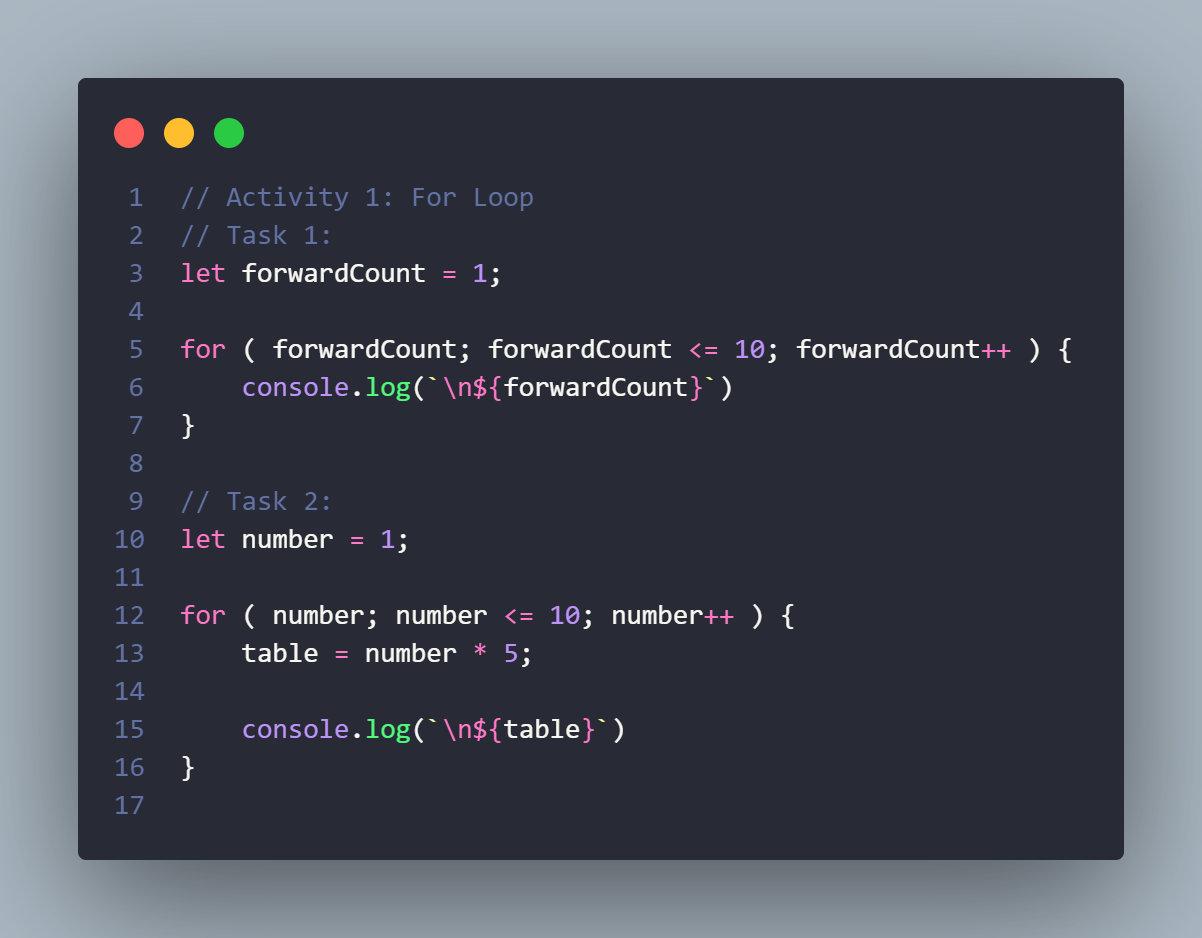 1 // Activity 1: For Loop
2 // Task 1:
3 let forwardCount = 1;
4
5 for ( forwardCount; forwardCount <= 10; forwardCount++ ) {
6     console.log(`\n${forwardCount}`)
7 }
8
9 // Task 2:
10 let number = 1;
11
12 for ( number; number <= 10; number++ ) {
13     table = number * 5;
14
15     console.log(`\n${table}`)
16 }
17